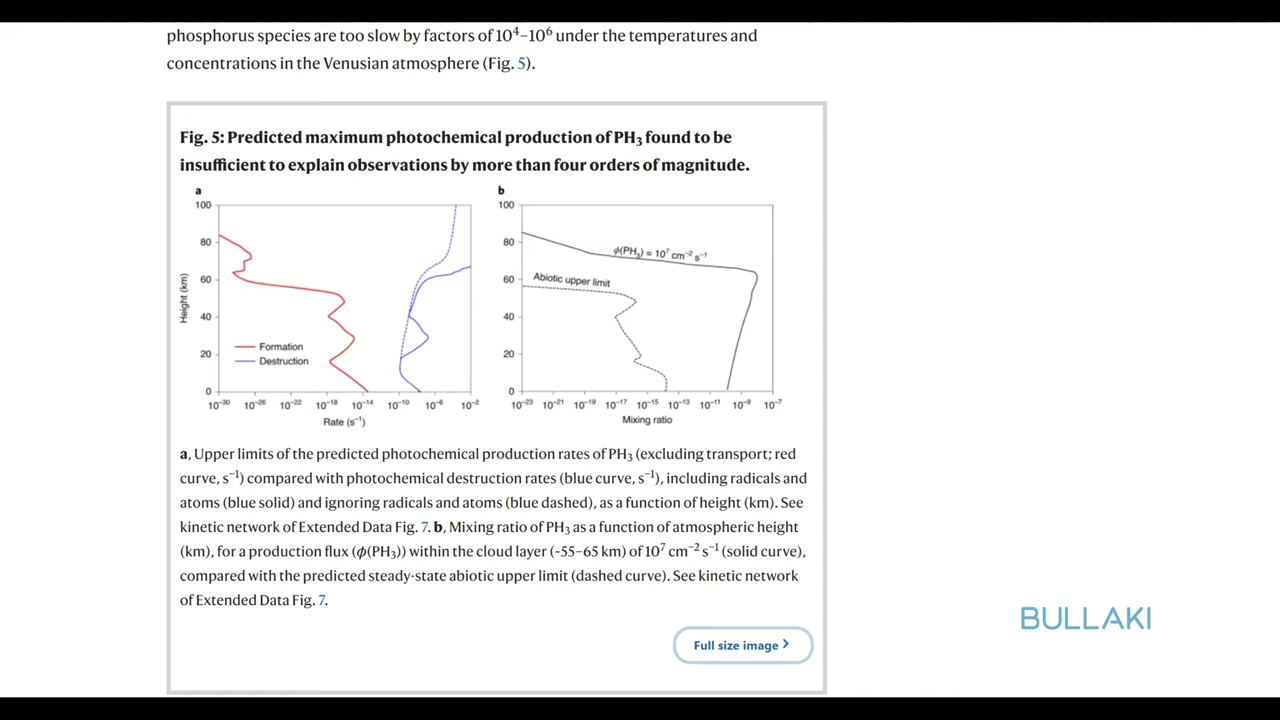 phosphorus species are too slow by factors of 10⁴–10⁶ under the temperatures and
concentrations in the Venusian atmosphere (Fig. 5).
Fig. 5: Predicted maximum photochemical production of PH₃ found to be
insufficient to explain observations by more than four orders of magnitude.
a
100
80
60
40
20
0
Height (km)
Formation
Destruction
10⁻³⁰ 10⁻²⁶ 10⁻²² 10⁻¹⁸ 10⁻¹⁴ 10⁻¹⁰ 10⁻⁶ 10⁻²
Rate (s⁻¹)
b
100
80
60
40
20
0
ϕ(PH₃) = 10⁷ cm⁻² s⁻¹
Abiotic upper limit
10⁻²³ 10⁻²¹ 10⁻¹⁹ 10⁻¹⁷ 10⁻¹⁵ 10⁻¹³ 10⁻¹¹ 10⁻⁹ 10⁻⁷
Mixing ratio
a, Upper limits of the predicted photochemical production rates of PH₃ (excluding transport; red
curve, s⁻¹) compared with photochemical destruction rates (blue curve, s⁻¹), including radicals and
atoms (blue solid) and ignoring radicals and atoms (blue dashed), as a function of height (km). See
kinetic network of Extended Data Fig. 7. b, Mixing ratio of PH₃ as a function of atmospheric height
(km), for a production flux (φ(PH₃)) within the cloud layer (~55–65 km) of 10⁷ cm⁻² s⁻¹ (solid curve),
compared with the predicted steady-state abiotic upper limit (dashed curve). See kinetic network
of Extended Data Fig. 7.
Full size image
BULLAKI